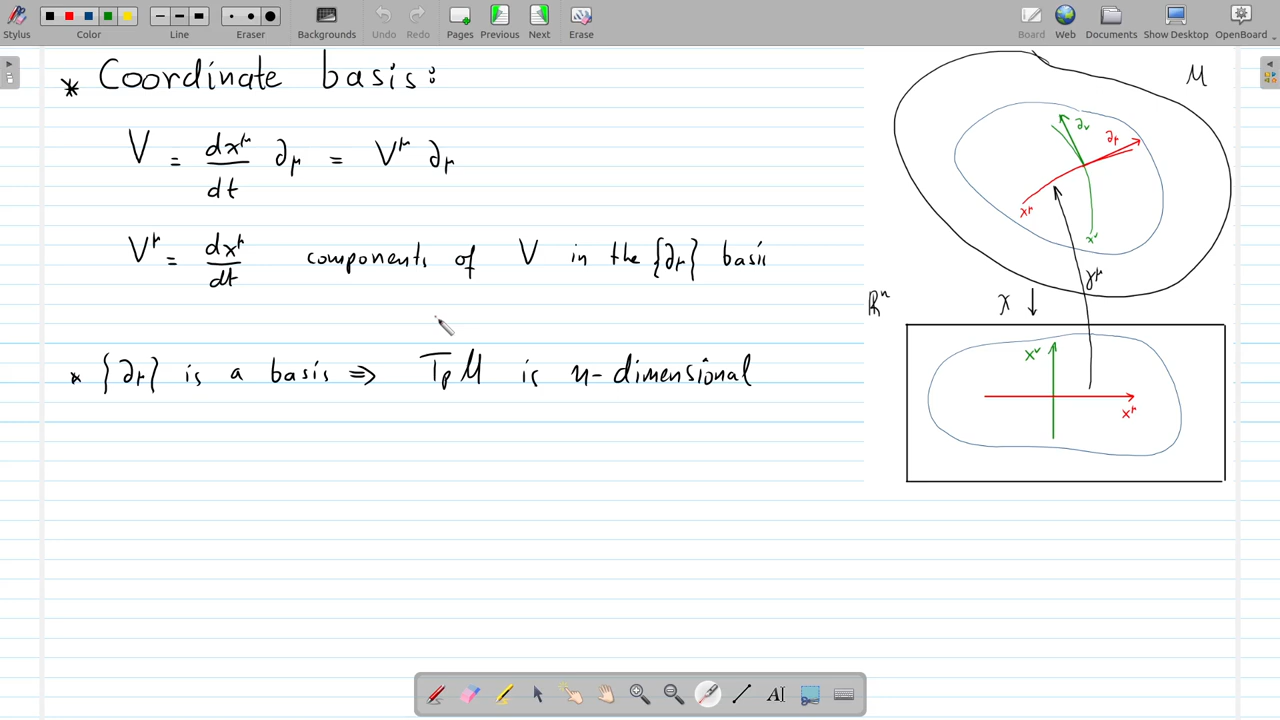 Stylus
Color
Line
Eraser
Backgrounds
Undo
Redo
Pages
Previous
Next
Erase
Board
Web
Documents
Show Desktop
OpenBoard
* Coordinate basis:
V = dx^μ/dt ∂_μ = V^μ ∂_μ
V^μ = dx^μ/dt components of V in the {∂_μ} basis
* {∂_μ} is a basis ⇒ T_p M is n-dimensional
M
∂_ν
∂_μ
x^μ
x^ν
γ^μ
ℝ^n
χ ↓
x^ν
x^μ
AI